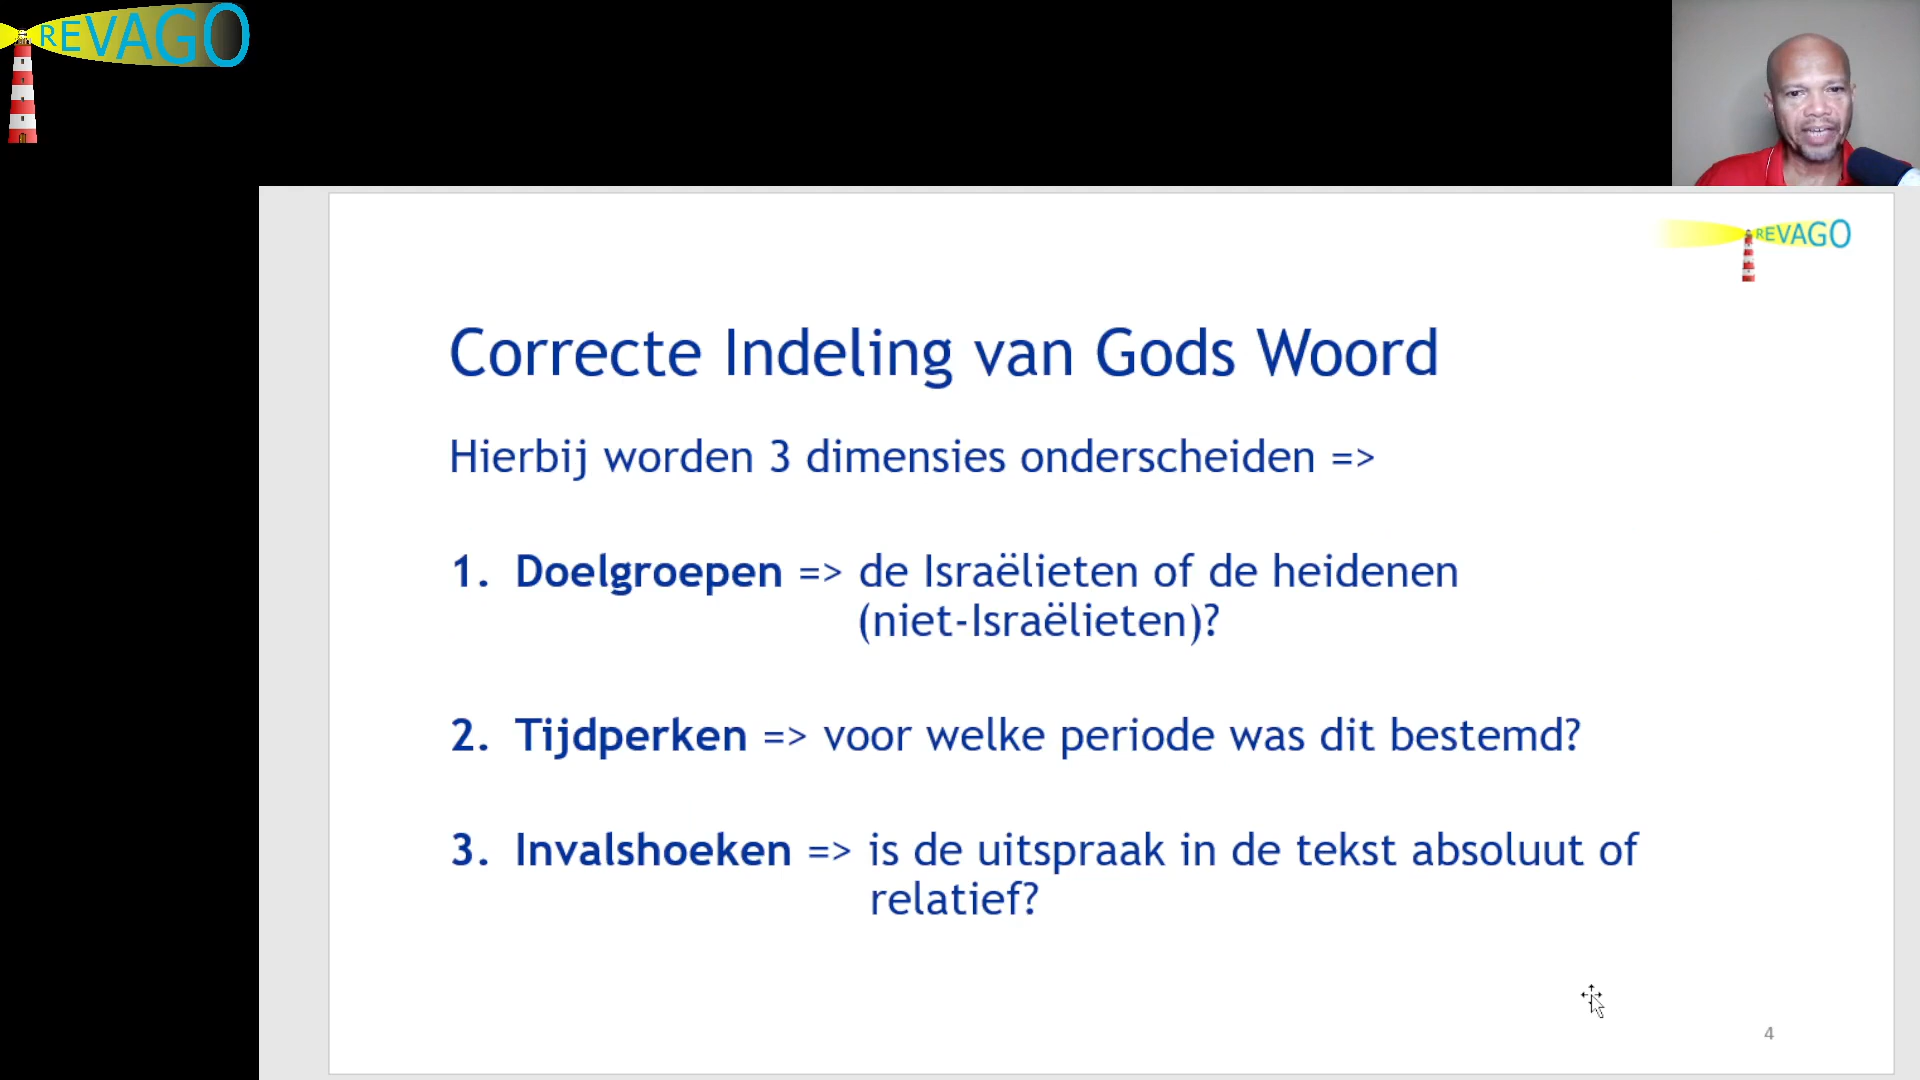 REVAGO
REVAGO
Correcte Indeling van Gods Woord
Hierbij worden 3 dimensies onderscheiden =>
1. Doelgroepen => de Israëlieten of de heidenen
(niet-Israëlieten)?
2. Tijdperken => voor welke periode was dit bestemd?
3. Invalshoeken => is de uitspraak in de tekst absoluut of
relatief?
4